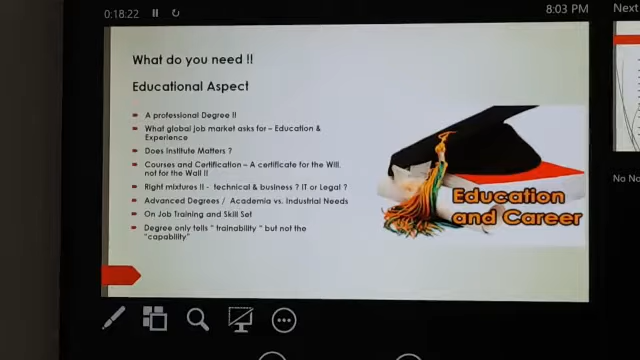 0:18:22
8:03 PM
Next
What do you need !!
Educational Aspect
A professional Degree !!
What global job market asks for – Education &
Experience
Does Institute Matters ?
Courses and Certification – A certificate for the Will,
not for the Wall !!
Right mixtures !! - technical & business ? IT or Legal ?
Advanced Degrees / Academia vs. Industrial Needs
On Job Training and Skill Set
Degree only tells " trainability " but not the
"capability"
Education
and Career
No No